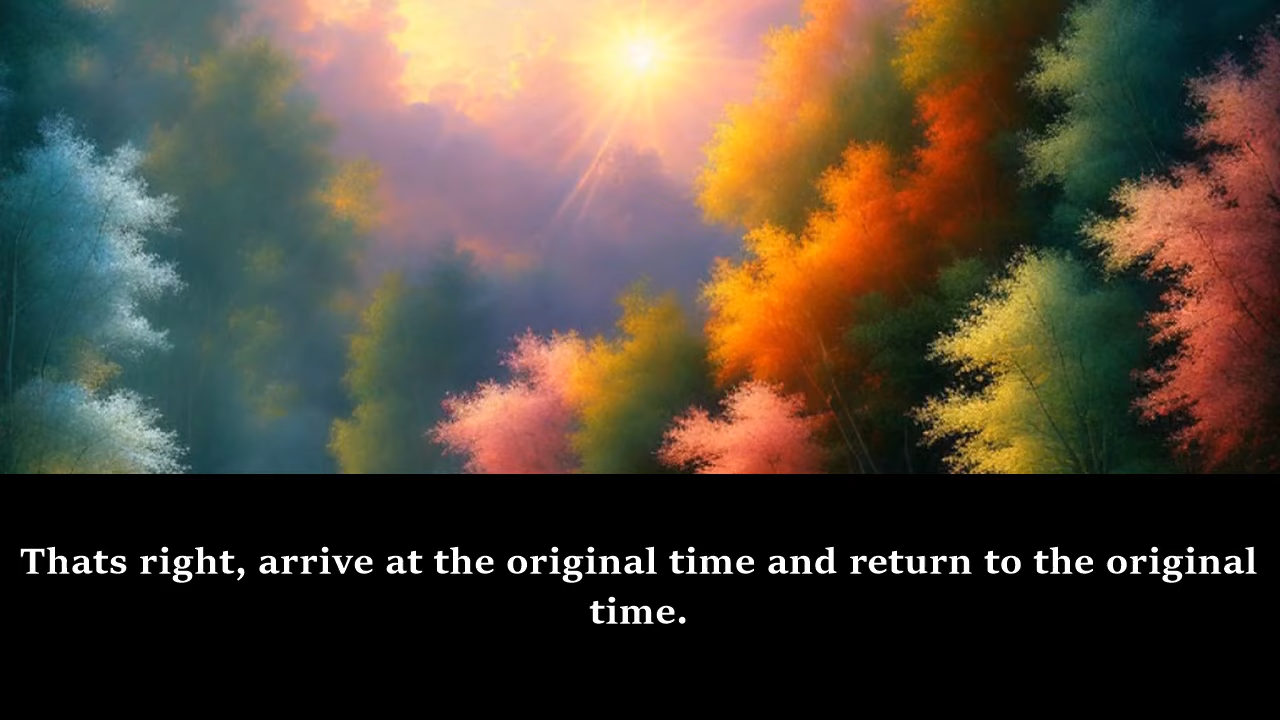 Thats right, arrive at the original time and return to the original
time.